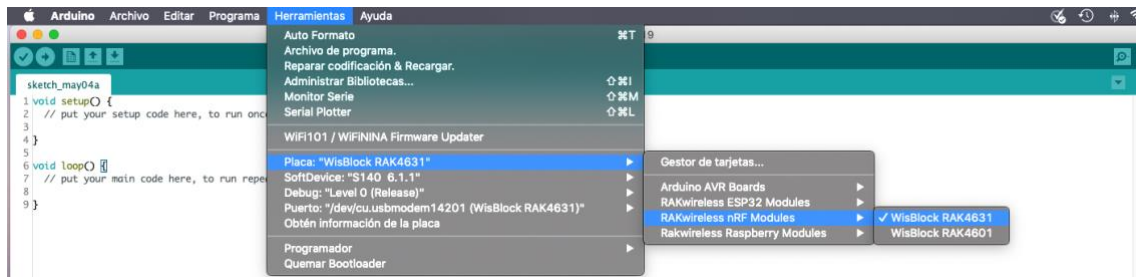 Arduino Archivo Editar Programa Herramientas Ayuda
19
sketch_may04a
1 void setup() {
2 // put your setup code here, to run onc
3
4 }
5
6 void loop() {
7 // put your main code here, to run repe
8
9 }
Auto Formato ⌘T
Archivo de programa.
Reparar codificación & Recargar.
Administrar Bibliotecas... ⇧⌘I
Monitor Serie ⇧⌘M
Serial Plotter ⇧⌘L
WiFi101 / WiFiNINA Firmware Updater
Placa: "WisBlock RAK4631"
SoftDevice: "S140 6.1.1"
Debug: "Level 0 (Release)"
Puerto: "/dev/cu.usbmodem14201 (WisBlock RAK4631)"
Obtén información de la placa
Programador
Quemar Bootloader
Gestor de tarjetas...
Arduino AVR Boards
RAKwireless ESP32 Modules
RAKwireless nRF Modules
Rakwireless Raspberry Modules
✓ WisBlock RAK4631
WisBlock RAK4601